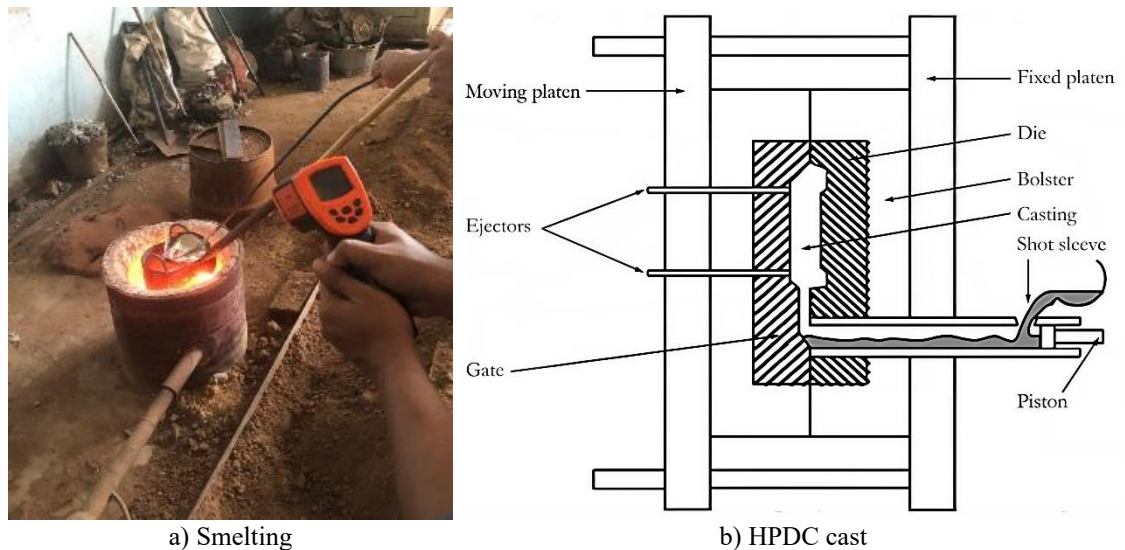 Moving platen
Fixed platen
Die
Bolster
Casting
Shot sleeve
Ejectors
Gate
Piston
a) Smelting
b) HPDC cast